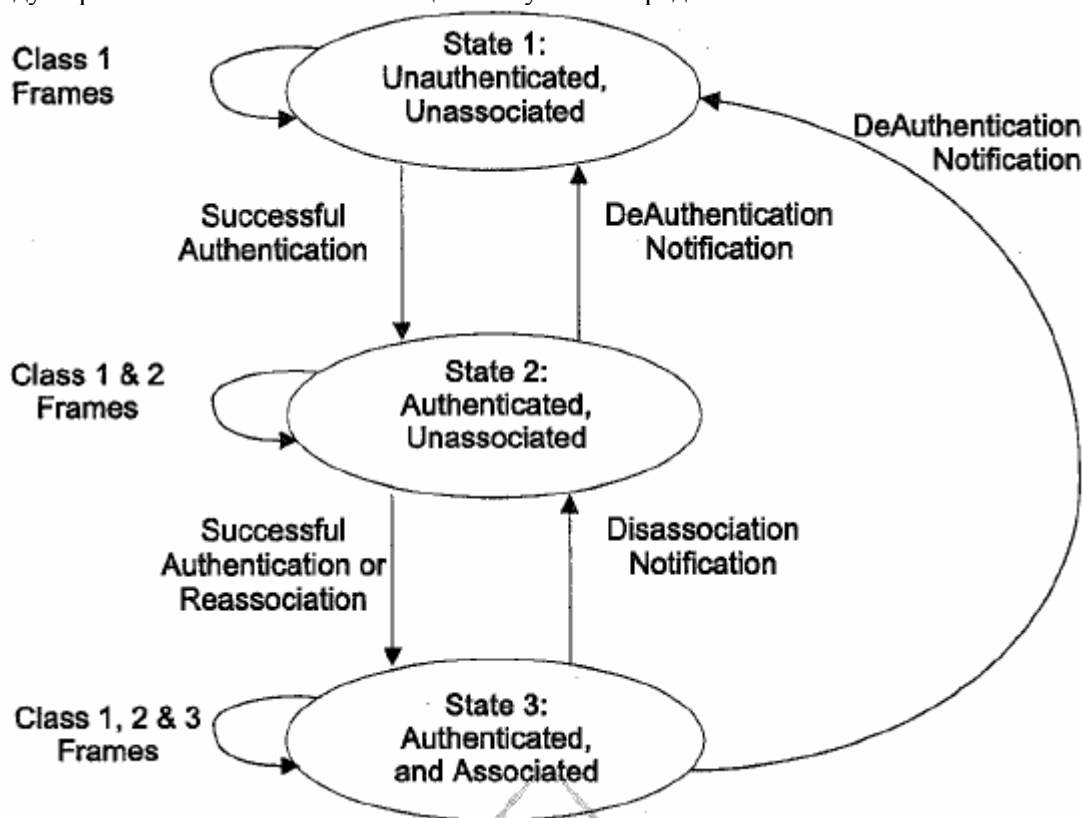 State 1:
Unauthenticated,
Unassociated
Class 1
Frames
DeAuthentication
Notification
Successful
Authentication
DeAuthentication
Notification
State 2:
Authenticated,
Unassociated
Class 1 & 2
Frames
Successful
Authentication or
Reassociation
Disassociation
Notification
State 3:
Authenticated,
and Associated
Class 1, 2 & 3
Frames